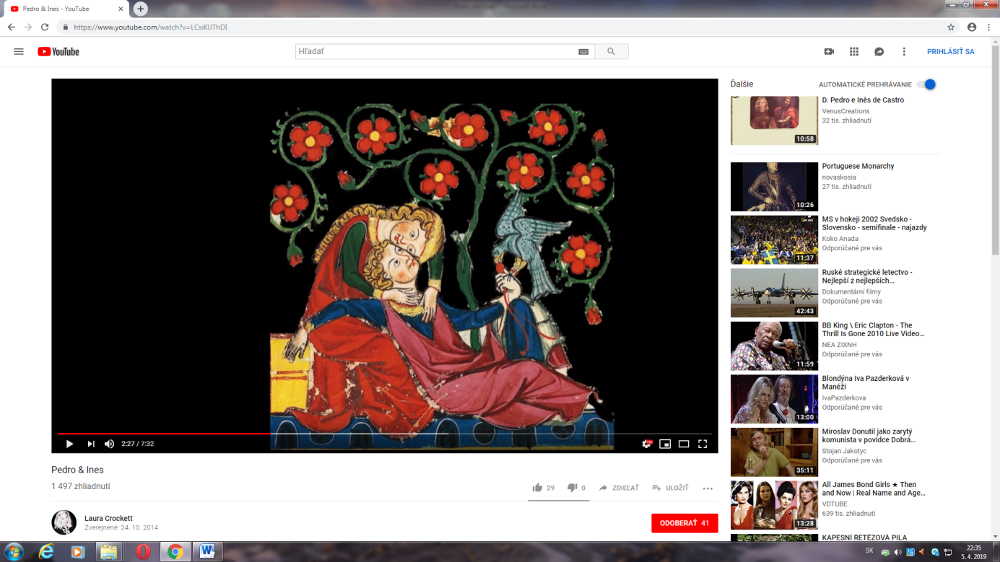 Pedro & Ines - YouTube
https://www.youtube.com/watch?v=LCsiKlJThDI
YouTube
Hľadať
PRIHLÁSIŤ SA
2:27 / 7:32
HD
Pedro & Ines
1 497 zhliadnutí
29
0
ZDIEĽAŤ
ULOŽIŤ
Laura Crockett
Zverejnené: 24. 10. 2014
ODOBERAŤ 41
Ďalšie
AUTOMATICKÉ PREHRÁVANIE
10:58
D. Pedro e Inês de Castro
VenusCreations
32 tis. zhliadnutí
10:26
Portuguese Monarchy
novaskosia
27 tis. zhliadnutí
11:37
MS v hokeji 2002 Svedsko -
Slovensko - semifinale - najazdy
Koko Anada
Odporúčané pre vás
42:43
Ruské strategické letectvo -
Nejlepší z nejlepších...
Dokumentární filmy
Odporúčané pre vás
11:59
BB King \ Eric Clapton - The
Thrill Is Gone 2010 Live Video...
NEA ZIXNH
Odporúčané pre vás
13:00
Blondýna Iva Pazderková v
Manéži
IvaPazderkova
Odporúčané pre vás
35:11
Miroslav Donutil jako zarytý
komunista v povídce Dobrá...
Stojan Jakotyc
Odporúčané pre vás
13:28
All James Bond Girls ★ Then
and Now | Real Name and Age...
VDTUBE
639 tis. zhliadnutí
KAPESNÍ ŘETĚZOVÁ PILA
SK
22:35
5. 4. 2019